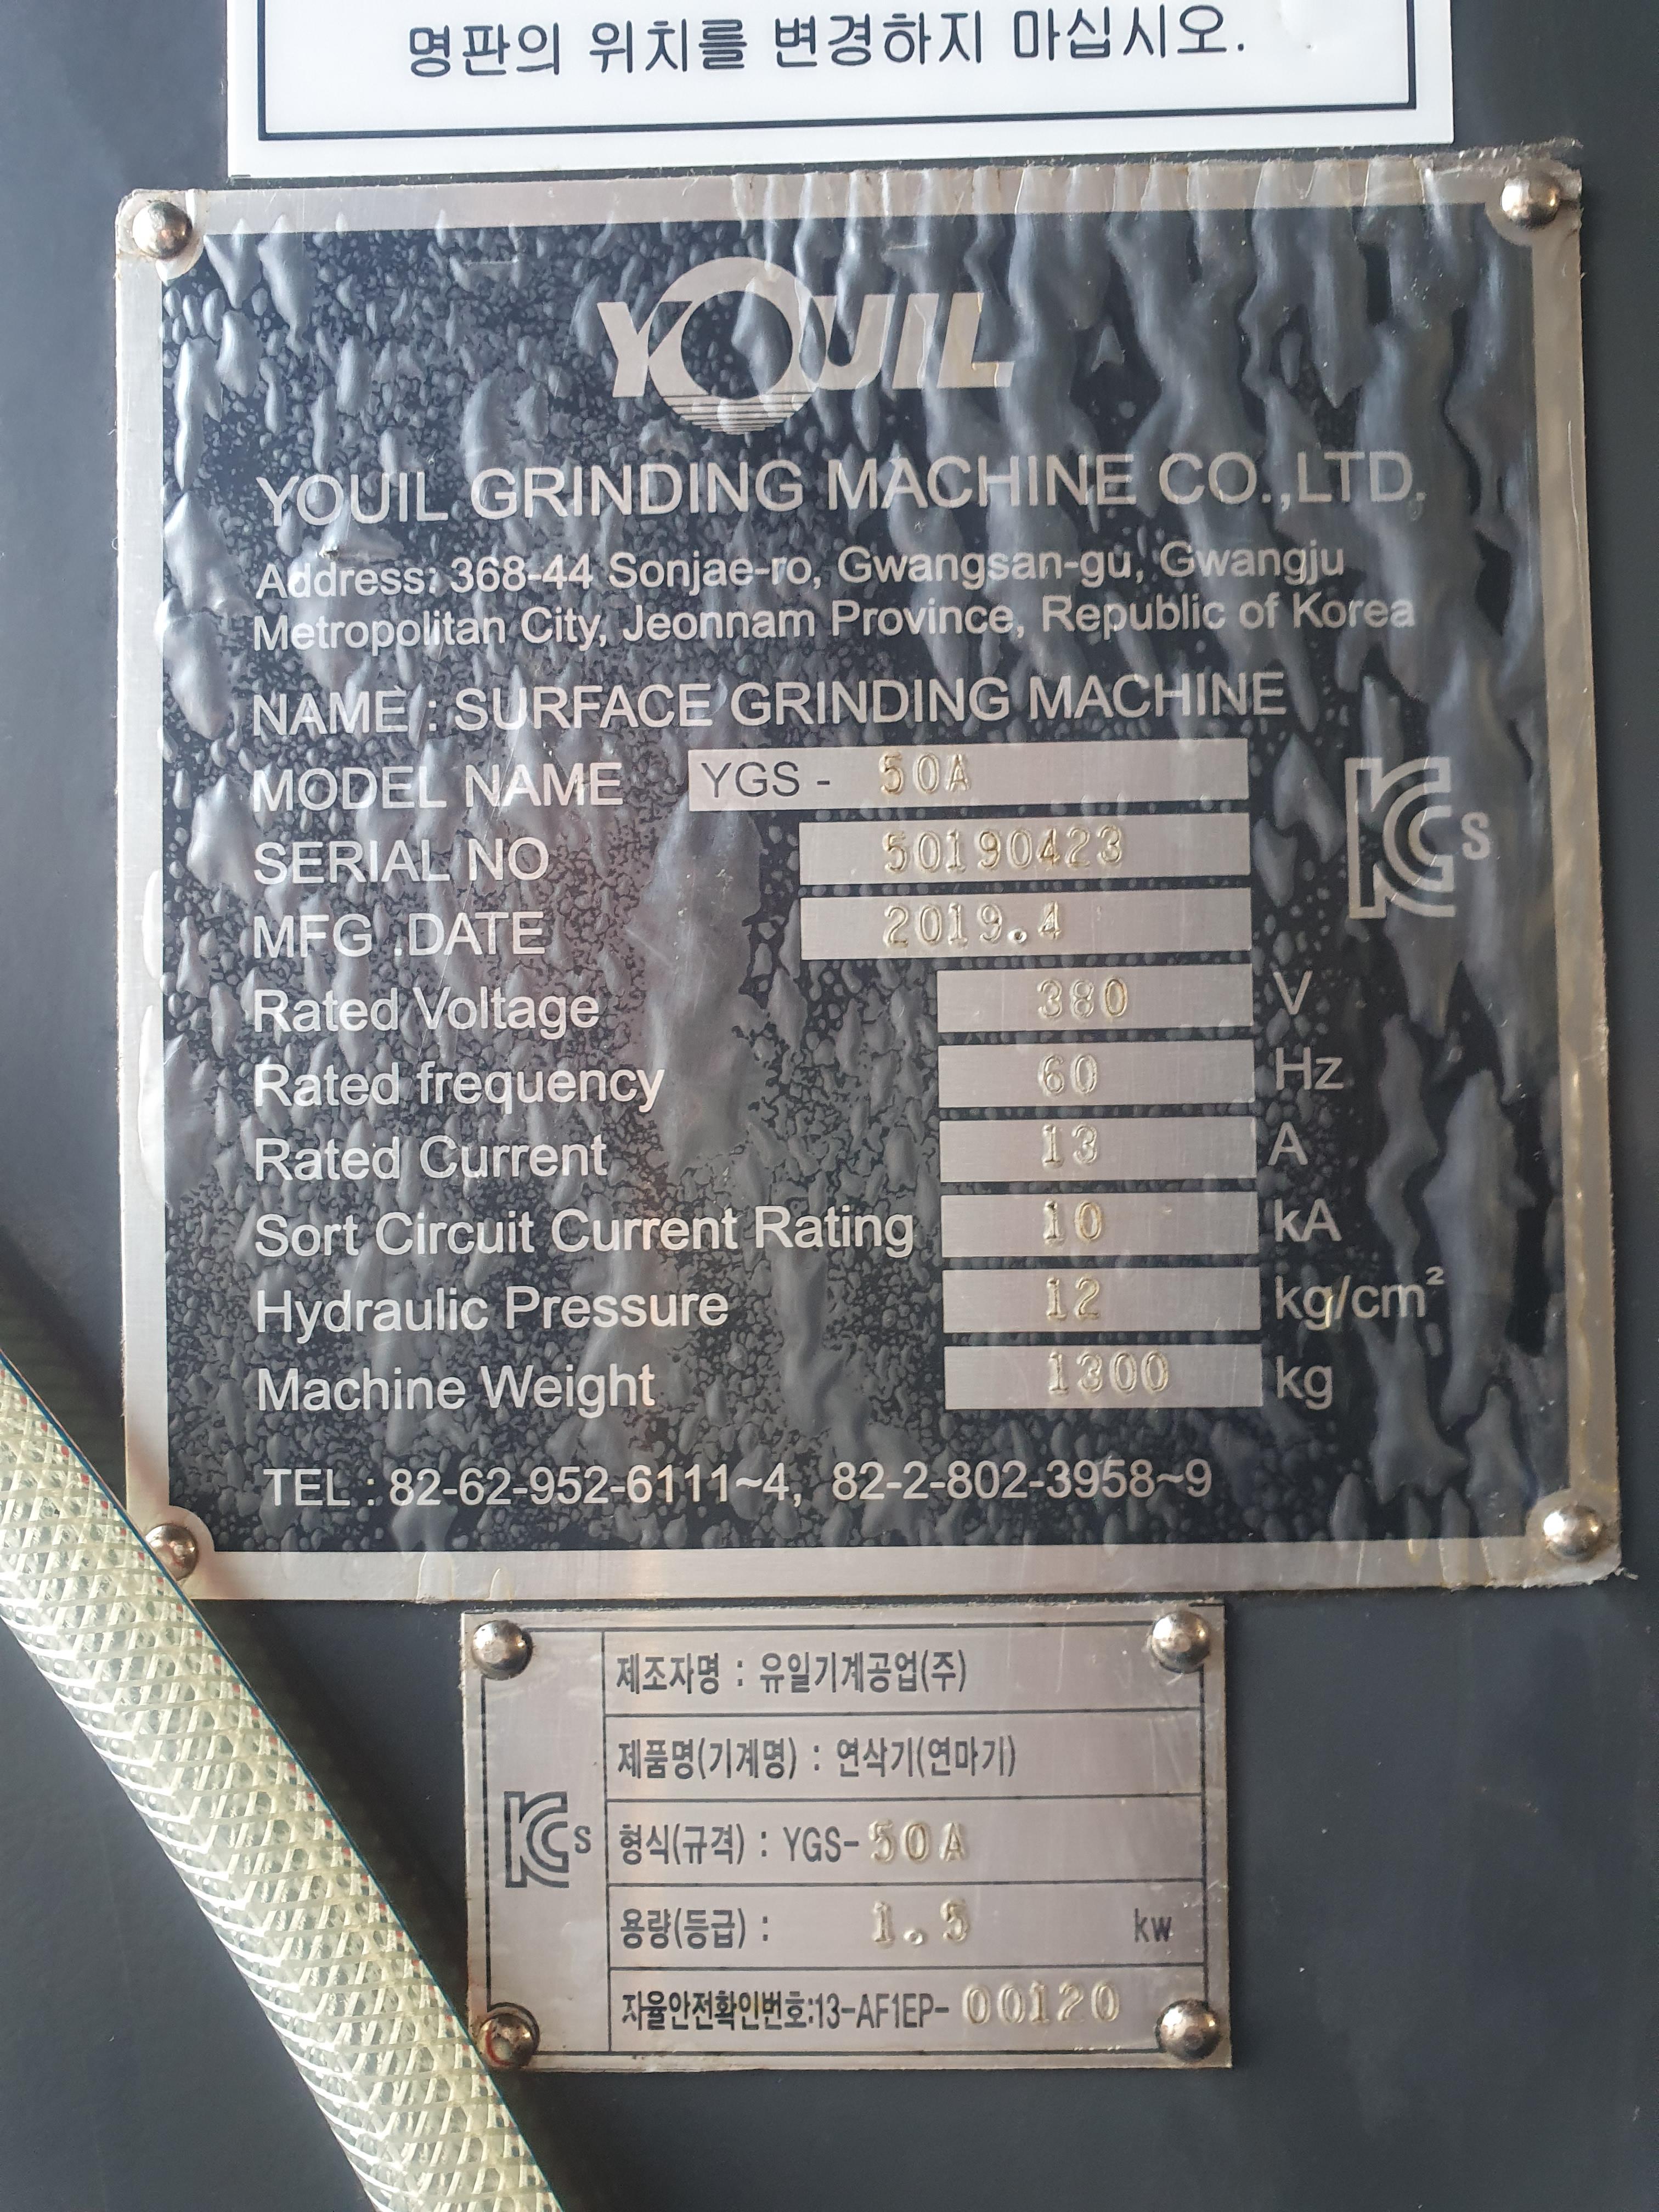 명판의 위치를 변경하지 마십시오.
YOUIL
YOUIL GRINDING MACHINE CO.,LTD.
Address: 368-44 Sonjae-ro, Gwangsan-gu, Gwangju
Metropolitan City, Jeonnam Province, Republic of Korea
NAME : SURFACE GRINDING MACHINE
MODEL NAME YGS - 50A
SERIAL NO 50190423
MFG .DATE 2019.4
Rated Voltage 380 V
Rated frequency 60 Hz
Rated Current 13 A
Sort Circuit Current Rating 10 kA
Hydraulic Pressure 12 kg/cm²
Machine Weight 1300 kg
KCs
TEL : 82-62-952-6111~4, 82-2-802-3958~9
제조자명 : 유일기계공업(주)
제품명(기계명) : 연삭기(연마기)
형식(규격) : YGS-50A
용량(등급) : 1.5 kw
자율안전확인번호:13-AF1EP-00120
KCs